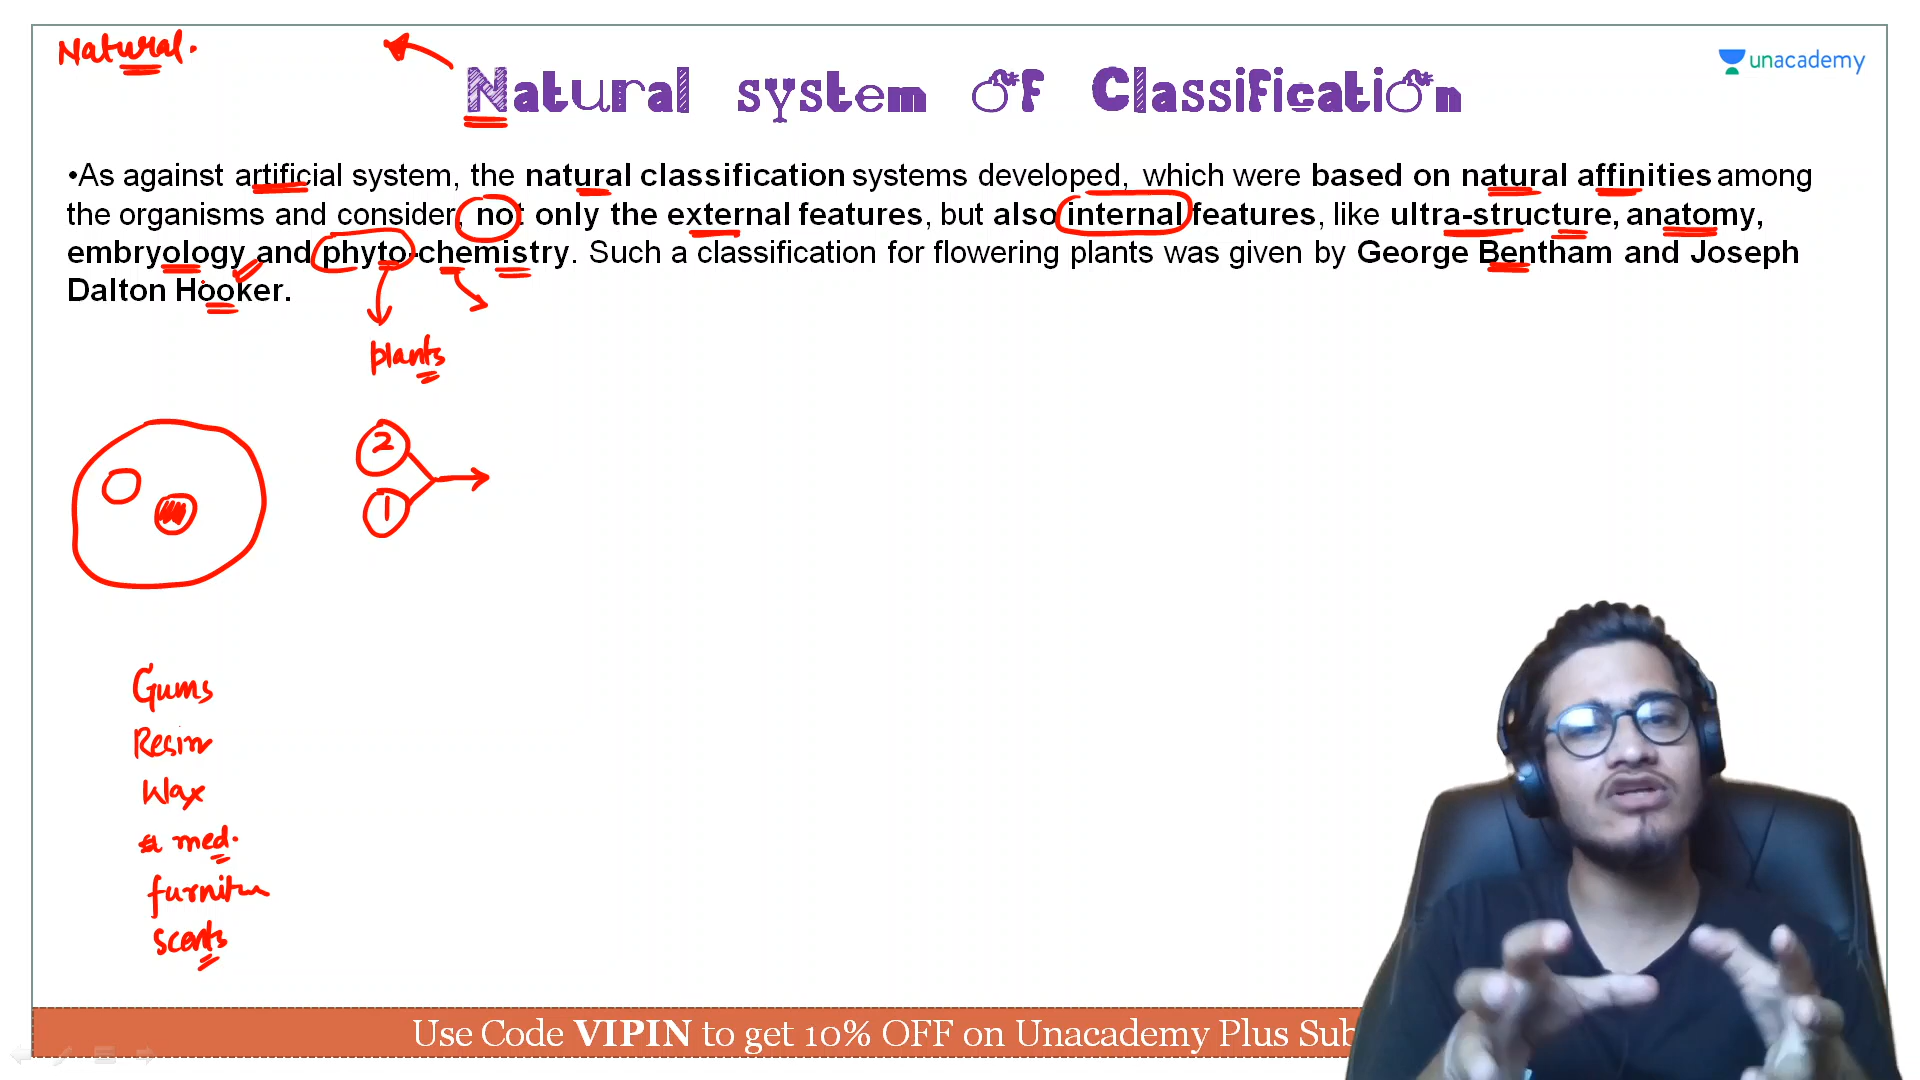 Natural.
Natural system of Classification
unacademy
•As against artificial system, the natural classification systems developed, which were based on natural affinities among
the organisms and consider, not only the external features, but also internal features, like ultra-structure, anatomy,
embryology and phyto-chemistry. Such a classification for flowering plants was given by George Bentham and Joseph
Dalton Hooker.
plants
2
1
Gums
Resin
Wax
med.
furnitu
scents
Use Code VIPIN to get 10% OFF on Unacademy Plus Sub